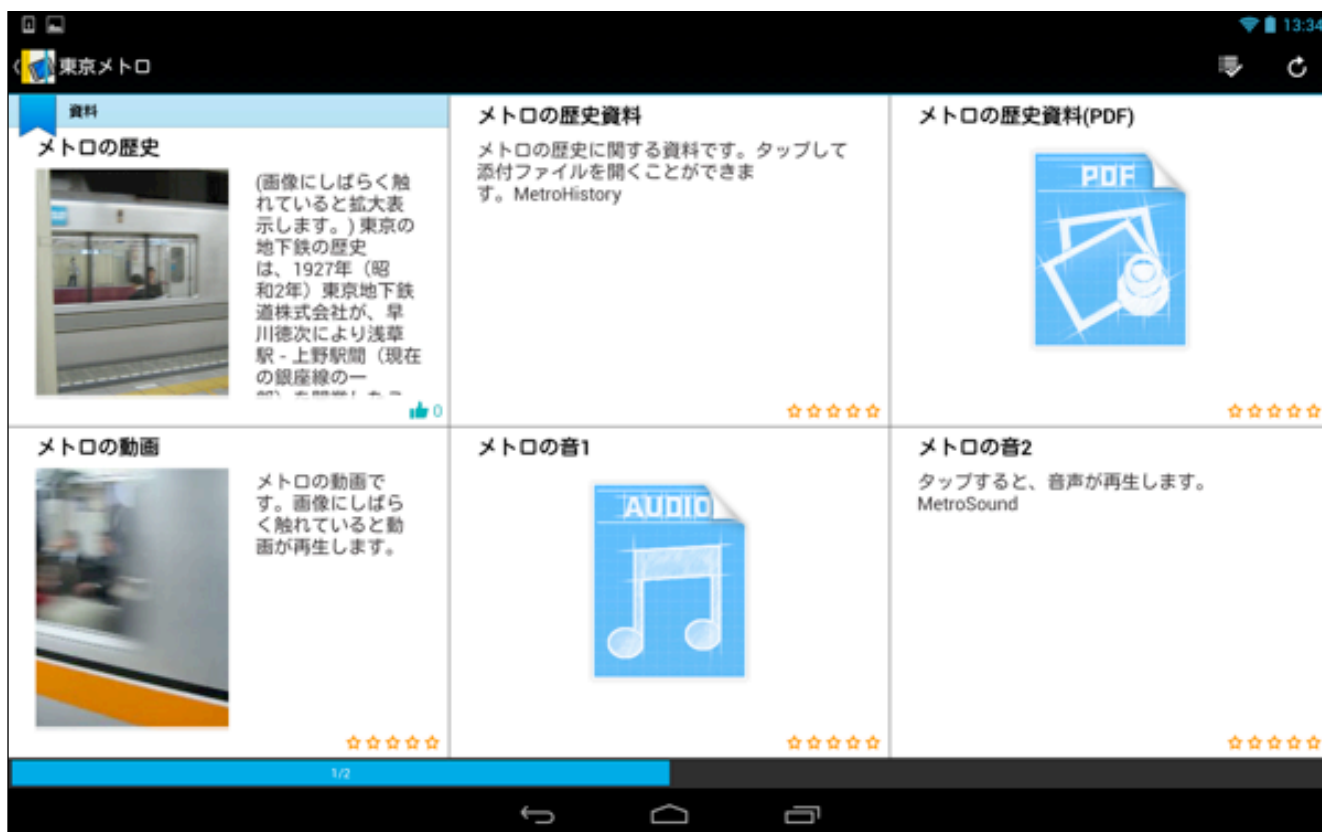 13:34
東京メトロ
資料
メトロの歴史
(画像にしばらく触
れていると拡大表
示します。) 東京の
地下鉄の歴史
は、1927年（昭
和2年）東京地下鉄
道株式会社が、早
川徳次により浅草
駅 - 上野駅間（現在
の銀座線の一
0
メトロの歴史資料
メトロの歴史に関する資料です。タップして
添付ファイルを開くことができま
す。MetroHistory
メトロの歴史資料(PDF)
PDF
メトロの動画
メトロの動画で
す。画像にしばら
く触れていると動
画が再生します。
メトロの音1
AUDIO
メトロの音2
タップすると、音声が再生します。
MetroSound
1/2